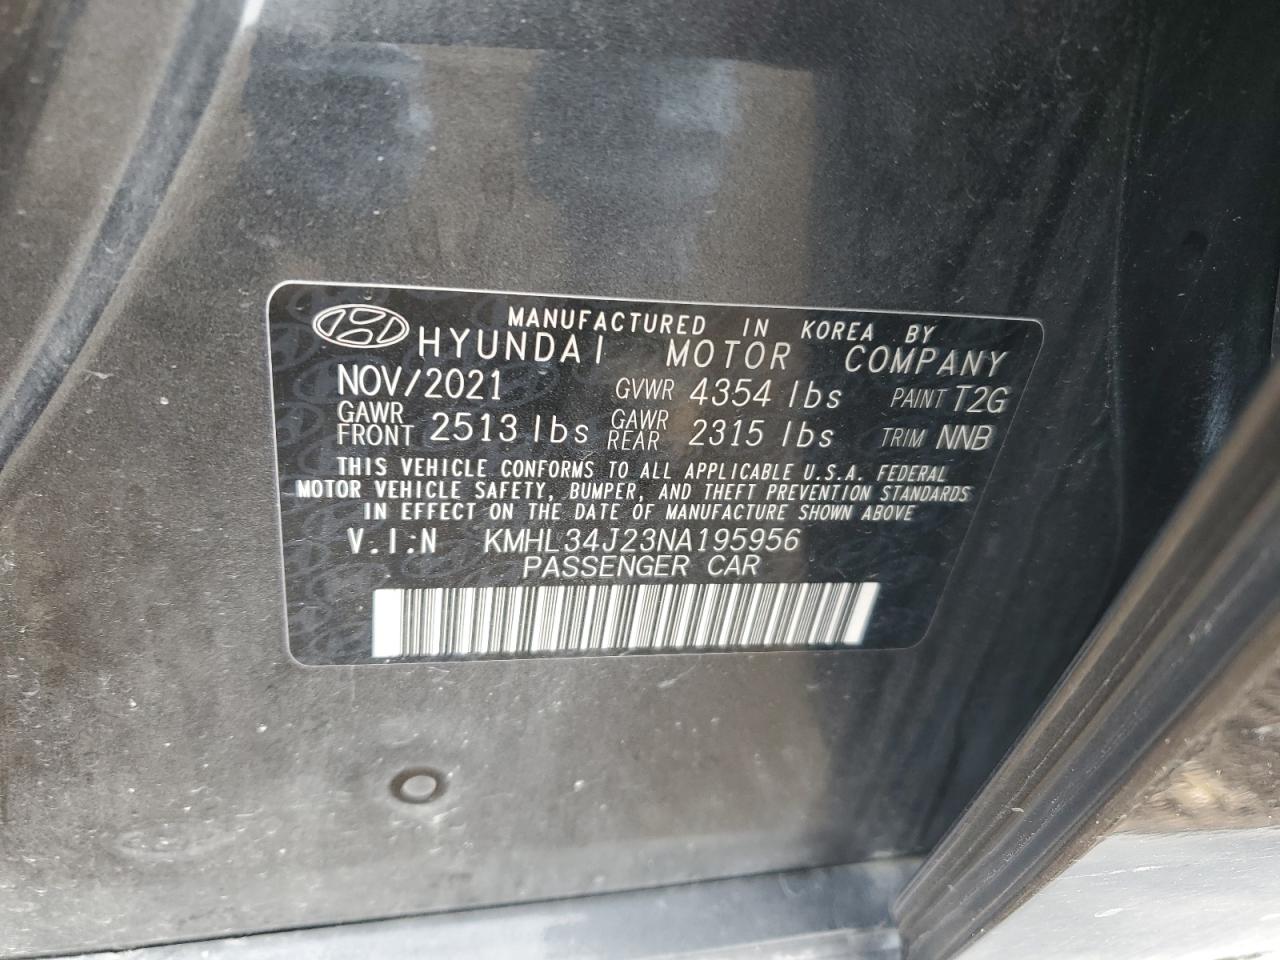 MANUFACTURED IN KOREA BY
HYUNDAI MOTOR COMPANY
NOV/2021 GVWR 4354 lbs PAINT T2G
GAWR FRONT 2513 lbs GAWR REAR 2315 lbs TRIM NNB
THIS VEHICLE CONFORMS TO ALL APPLICABLE U.S.A. FEDERAL
MOTOR VEHICLE SAFETY, BUMPER, AND THEFT PREVENTION STANDARDS
IN EFFECT ON THE DATE OF MANUFACTURE SHOWN ABOVE
V.I.N KMHL34J23NA195956
PASSENGER CAR